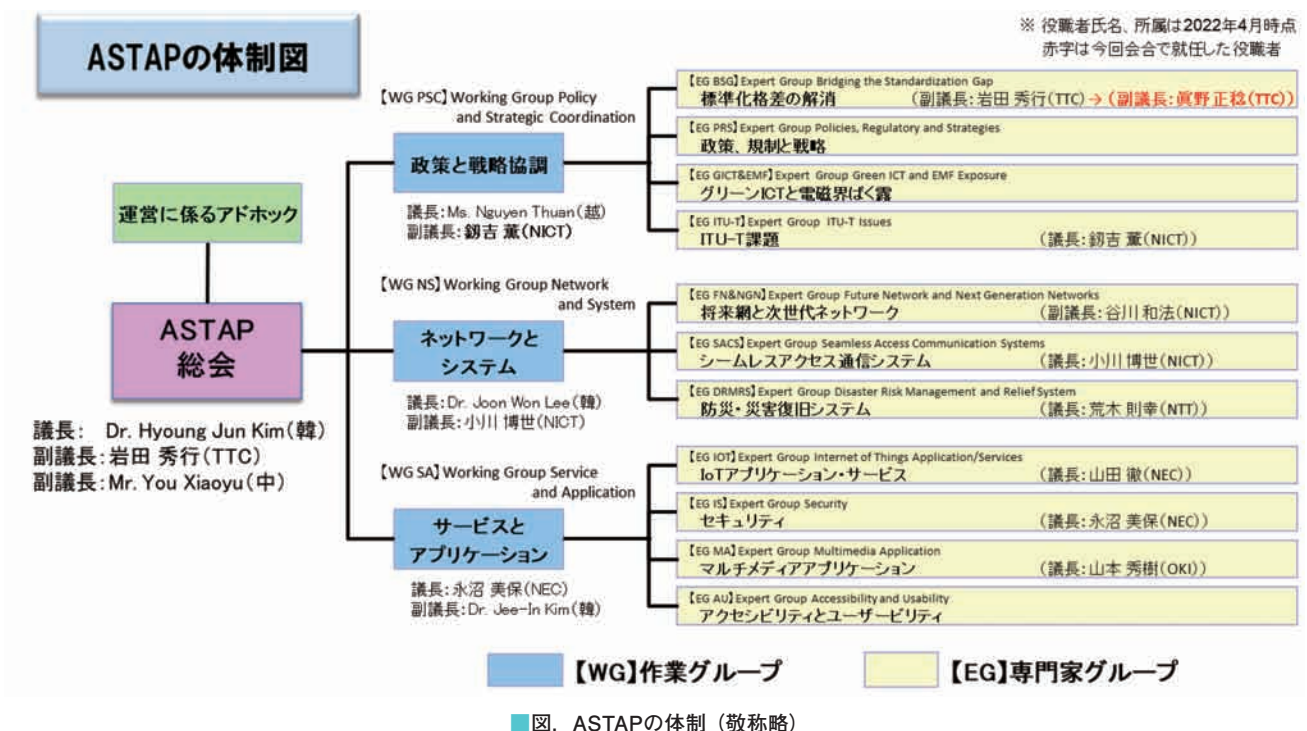 ASTAPの体制図
※ 役職者氏名、所属は2022年4月時点
赤字は今回会合で就任した役職者
運営に係るアドホック
ASTAP
総会
議長: Dr. Hyoung Jun Kim(韓)
副議長:岩田 秀行(TTC)
副議長:Mr. You Xiaoyu(中)
【WG PSC】Working Group Policy
and Strategic Coordination
政策と戦略協調
議長:Ms. Nguyen Thuan(越)
副議長:釼吉 薫(NICT)
【EG BSG】Expert Group Bridging the Standardization Gap
標準化格差の解消 (副議長:岩田 秀行(TTC)→(副議長:眞野 正稔(TTC))
【EG PRS】Expert Group Policies, Regulatory and Strategies
政策、規制と戦略
【EG GICT&EMF】Expert Group Green ICT and EMF Exposure
グリーンICTと電磁界ばく露
【EG ITU-T】Expert Group ITU-T Issues
ITU-T課題 (議長:釼吉 薫(NICT))
【WG NS】Working Group Network
and System
ネットワークと
システム
議長:Dr. Joon Won Lee(韓)
副議長:小川 博世(NICT)
【EG FN&NGN】Expert Group Future Network and Next Generation Networks
将来網と次世代ネットワーク (副議長:谷川 和法(NICT))
【EG SACS】Expert Group Seamless Access Communication Systems
シームレスアクセス通信システム (議長:小川 博世(NICT))
【EG DRMRS】Expert Group Disaster Risk Management and Relief System
防災・災害復旧システム (議長:荒木 則幸(NTT))
【WG SA】Working Group Service
and Application
サービスと
アプリケーション
議長:永沼 美保(NEC)
副議長:Dr. Jee-In Kim(韓)
【EG IOT】Expert Group Internet of Things Application/Services
IoTアプリケーション・サービス (議長:山田 徹(NEC))
【EG IS】Expert Group Security
セキュリティ (議長:永沼 美保(NEC))
【EG MA】Expert Group Multimedia Application
マルチメディアアプリケーション (議長:山本 秀樹(OKI))
【EG AU】Expert Group Accessibility and Usability
アクセシビリティとユーザービリティ
【WG】作業グループ
【EG】専門家グループ
■図. ASTAPの体制(敬称略)